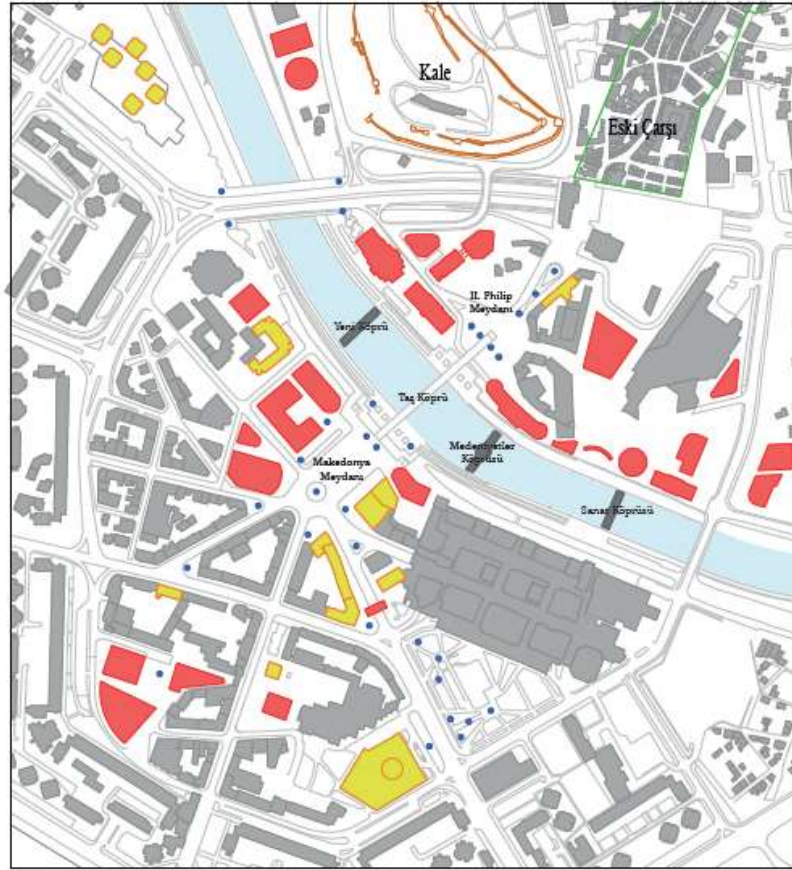 Kale
Eski Çarşı
II. Philip
Meydanı
Yeni Köprü
Taş Köprü
Medeniyetler
Köprüsü
Makedonya
Meydanı
Sanat Köprüsü